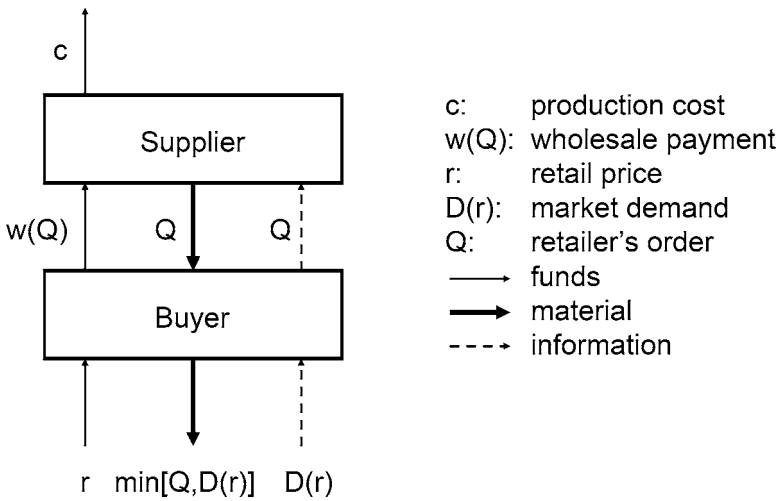 c
Supplier
w(Q) Q Q
Buyer
r min[Q,D(r)] D(r)
c: production cost
w(Q): wholesale payment
r: retail price
D(r): market demand
Q: retailer's order
funds
material
information